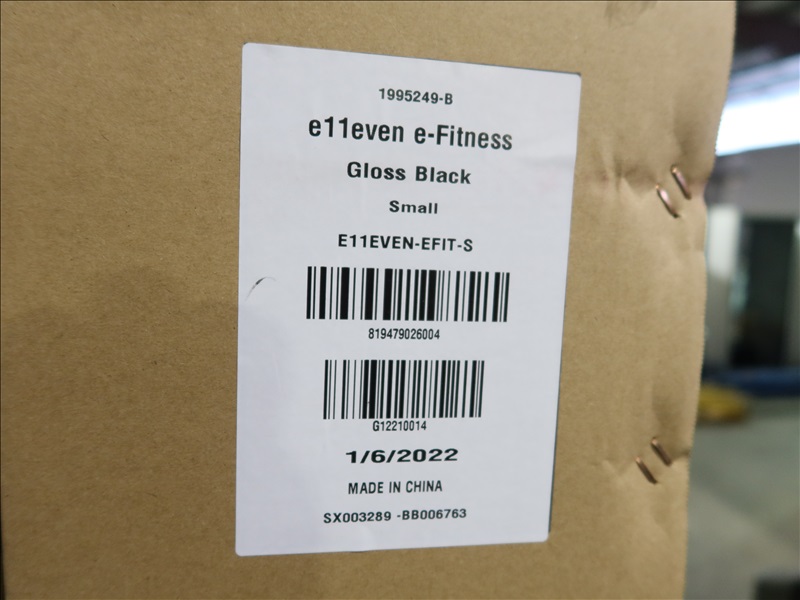 1995249-B
e11even e-Fitness
Gloss Black
Small
E11EVEN-EFIT-S
819479026004
G12210014
1/6/2022
MADE IN CHINA
SX003289 -BB006763